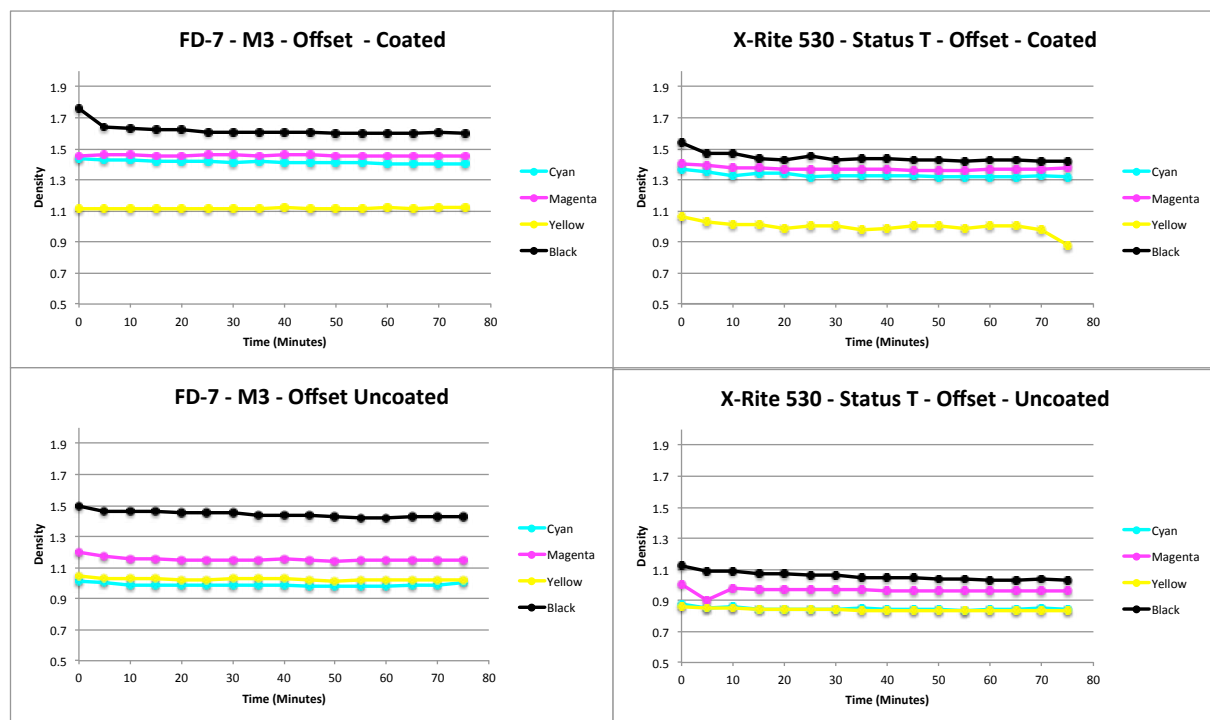 FD-7 - M3 - Offset - Coated
1.9
1.7
1.5
1.3
1.1
0.9
0.7
0.5
Density
0 10 20 30 40 50 60 70 80
Time (Minutes)
Cyan
Magenta
Yellow
Black
X-Rite 530 - Status T - Offset - Coated
1.9
1.7
1.5
1.3
1.1
0.9
0.7
0.5
Density
0 10 20 30 40 50 60 70 80
Time (Minutes)
Cyan
Magenta
Yellow
Black
FD-7 - M3 - Offset Uncoated
1.9
1.7
1.5
1.3
1.1
0.9
0.7
0.5
Density
0 10 20 30 40 50 60 70 80
Time (Minutes)
Cyan
Magenta
Yellow
Black
X-Rite 530 - Status T - Offset - Uncoated
1.9
1.7
1.5
1.3
1.1
0.9
0.7
0.5
Density
0 10 20 30 40 50 60 70 80
Time (Minutes)
Cyan
Magenta
Yellow
Black